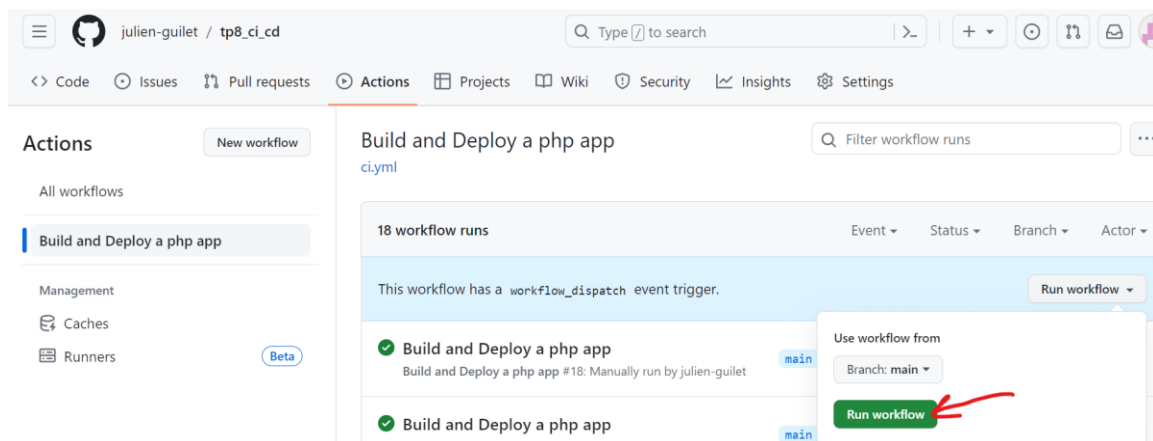 julien-guilet / tp8_ci_cd
Type / to search
Code Issues Pull requests Actions Projects Wiki Security Insights Settings
Actions
New workflow
All workflows
Build and Deploy a php app
Management
Caches
Runners
Beta
Build and Deploy a php app
ci.yml
Filter workflow runs
18 workflow runs
Event Status Branch Actor
This workflow has a workflow_dispatch event trigger.
Run workflow
Build and Deploy a php app
Build and Deploy a php app #18: Manually run by julien-guilet
main
Use workflow from
Branch: main
Run workflow
Build and Deploy a php app
main